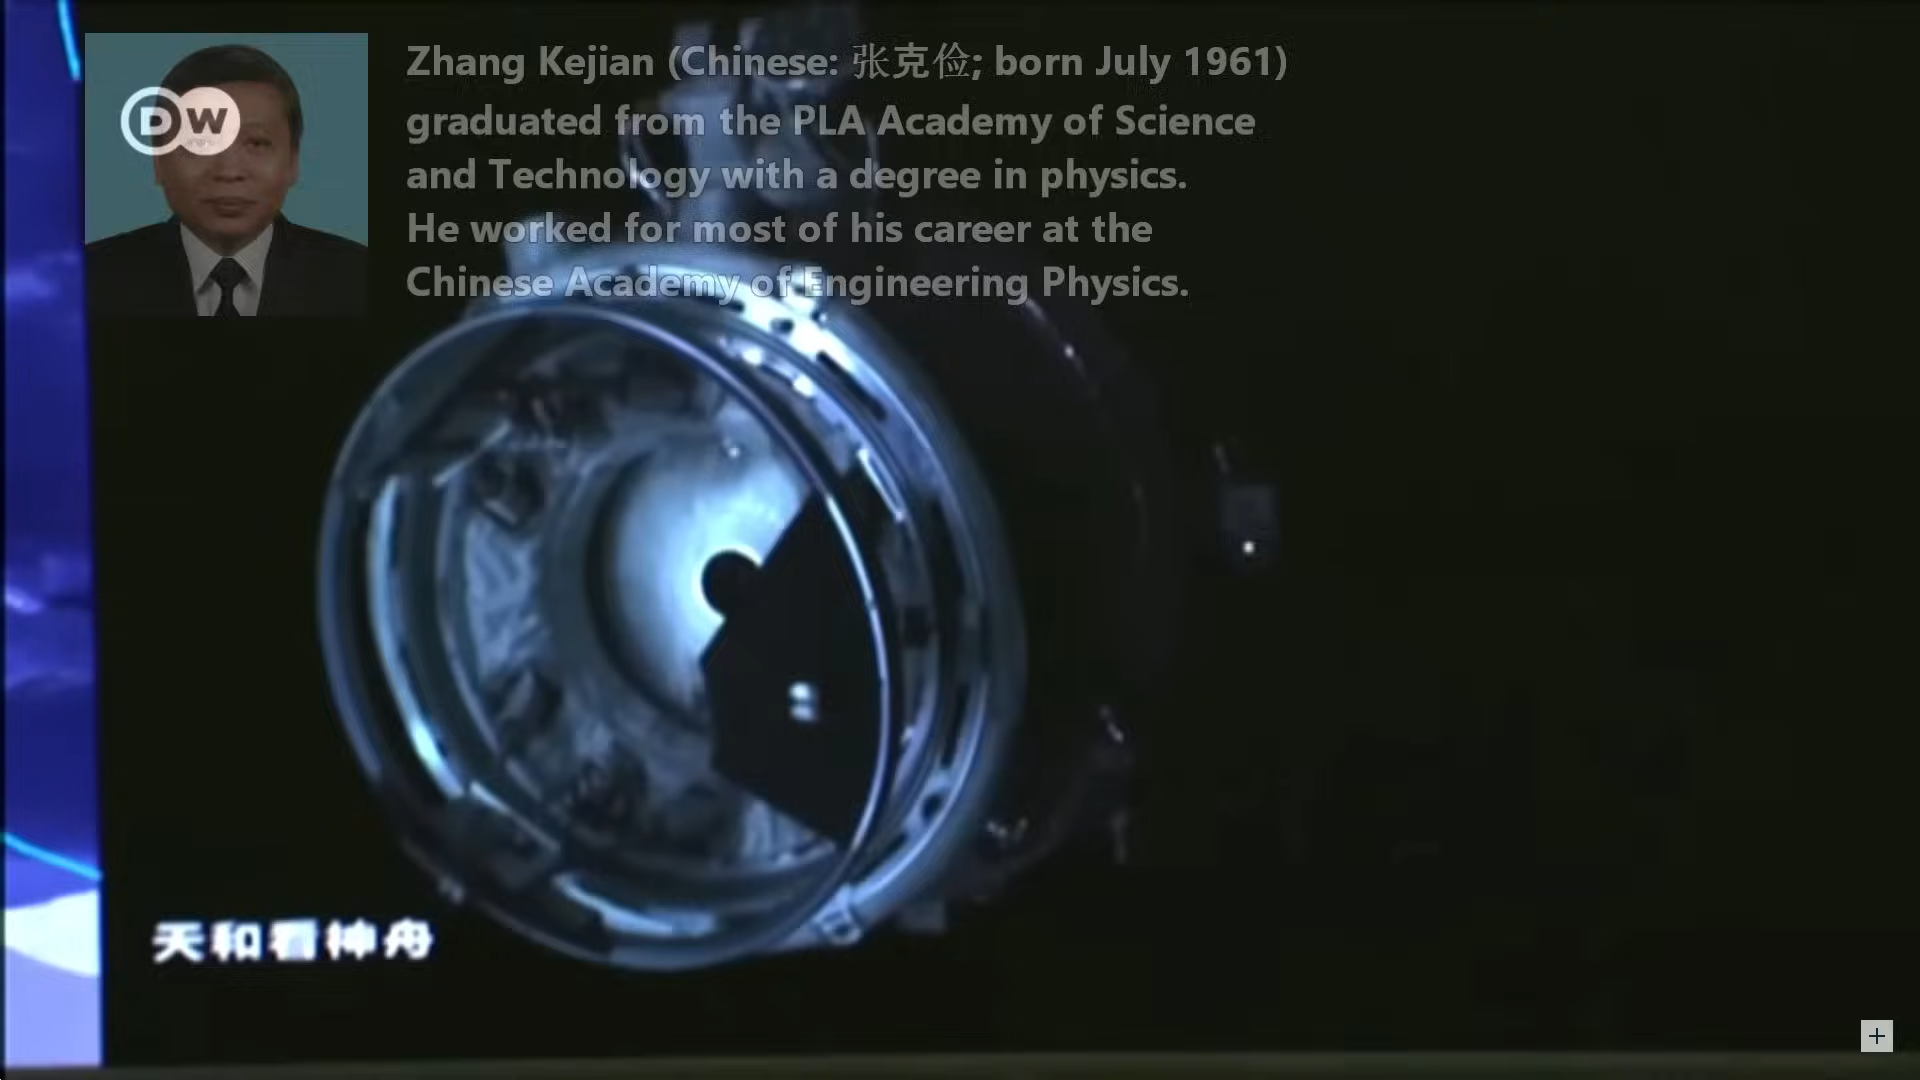 Zhang Kejian (Chinese: 张克俭; born July 1961)
graduated from the PLA Academy of Science
and Technology with a degree in physics.
He worked for most of his career at the
Chinese Academy of Engineering Physics.
DW
天和看神舟